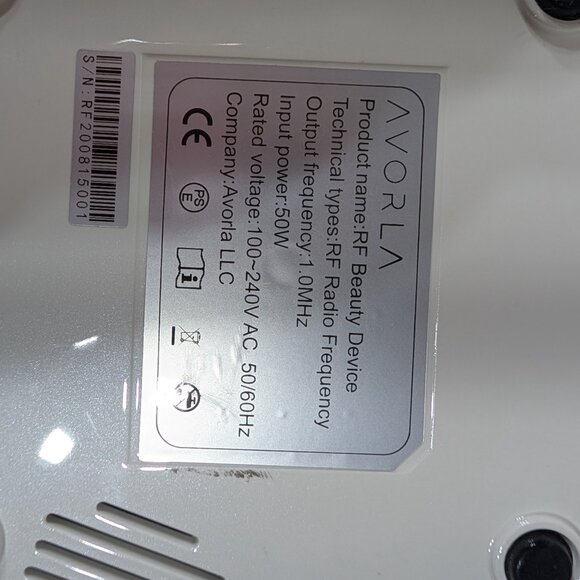 AVORLA
Product name:RF Beauty Device
Technical types:RF Radio Frequency
Output frequency:1.0MHz
Input power:50W
Rated voltage:100~240V AC 50/60Hz
Company:Avorla LLC
CE
PS
E
i
S/N:RF200815001